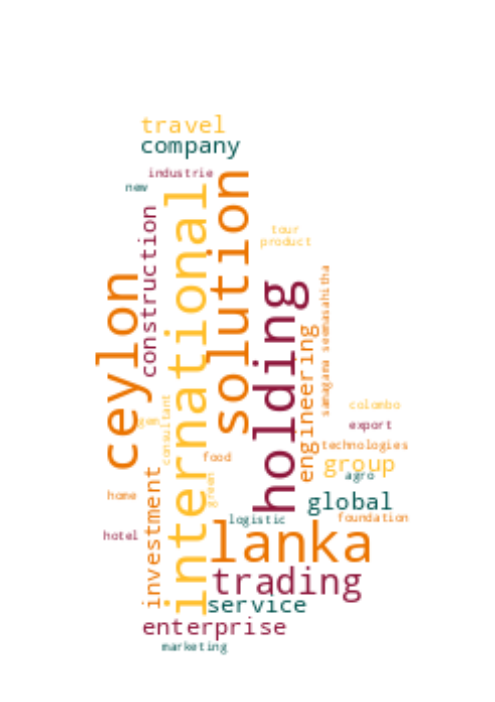 travel
company
industrie
new
construction
international
solution
tour
product
ceylon
holding
samagama seemasahitha
engineering
consultant
colombo
export
technologies
group
agro
food
green
home
investment
global
foundation
logistic
hotel
lanka
trading
service
enterprise
marketing